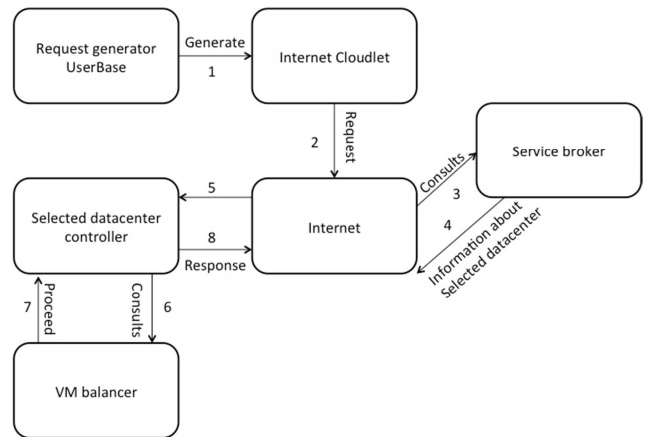 Request generator
UserBase
Generate
1
Internet Cloudlet
2
Request
Service broker
Consults
3
4
Information about
Selected datacenter
Selected datacenter
controller
5
8
Response
Internet
7
Proceed
Consults
6
VM balancer